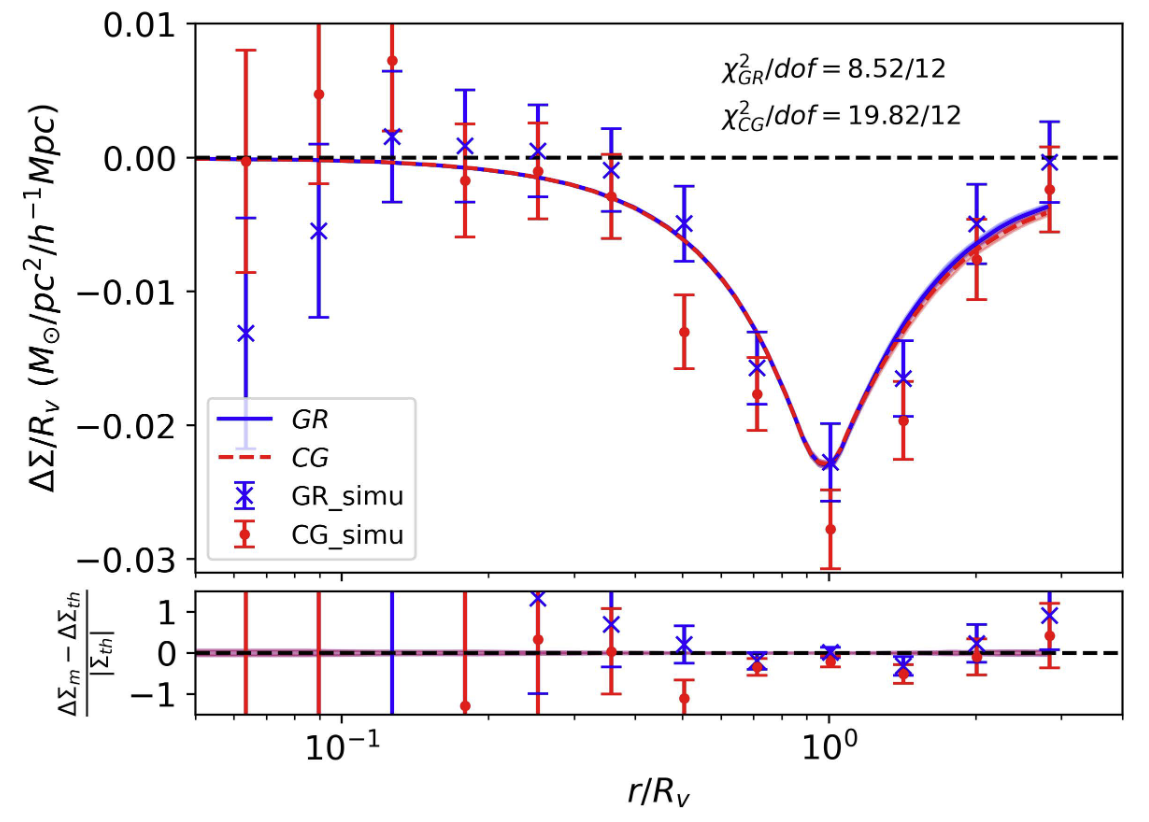 0.01
0.00
−0.01
−0.02
−0.03
ΔΣ/Rᵥ (M⊙/pc²/h⁻¹Mpc)
χ²GR/dof = 8.52/12
χ²CG/dof = 19.82/12
GR
CG
GR_simu
CG_simu
1
0
−1
ΔΣₘ − ΔΣₜₕ
|Σₜₕ|
10⁻¹
10⁰
r/Rᵥ